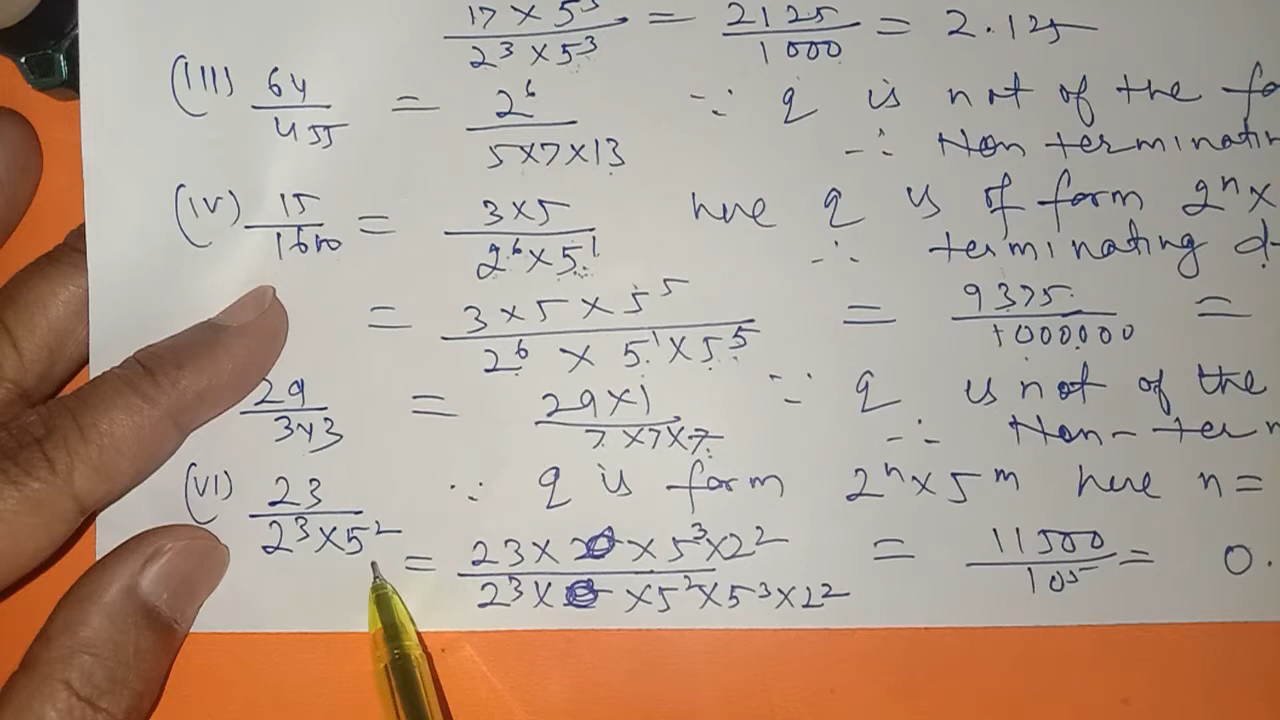 17 × 5³ / 2³ × 5³ = 2125 / 1000 = 2.125
(III) 64 / 455 = 2⁶ / 5×7×13 ∵ q is not of the fo
∴ Non terminatin
(IV) 15 / 1600 = 3×5 / 2⁶×5¹ here q is of form 2ⁿ×
∴ terminating d
= 3×5×5⁵ / 2⁶ × 5¹×5⁵ = 9375 / 1000000 =
29 / 343 = 29×1 / 7×7×7 ∵ q is not of the
∴ Non-tern
(VI) 23 / 2³×5² ∵ q is form 2ⁿ×5ᵐ here n=
= 23× ×5³×2² / 2³× ×5²×5³×2² = 11500 / 10⁵ = 0.